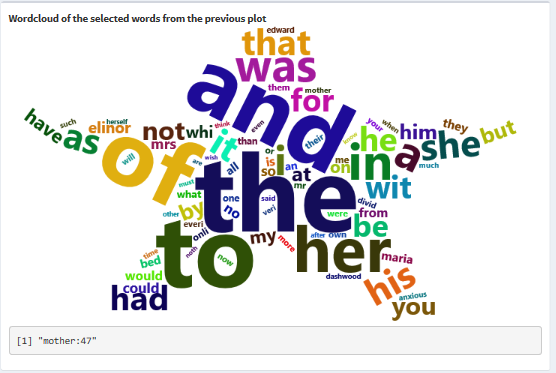 Wordcloud of the selected words from the previous plot
edward
that
was
them
mother
for
and
have
such
as
elinor
herself
not
mrs
whi
it
think
than
even
their
know
your
when
he
him
they
she
but
a
much
in
me
on
or
is
so
i
an
at
mr
of
will
are
wish
all
must
what
by
other
everi
onli
one
no
said
veri
the
wit
david
from
were
be
after
own
to
now
my
more
her
dashwood
maria
his
anxious
you
time
bed
would
could
had
[1] "mother:47"